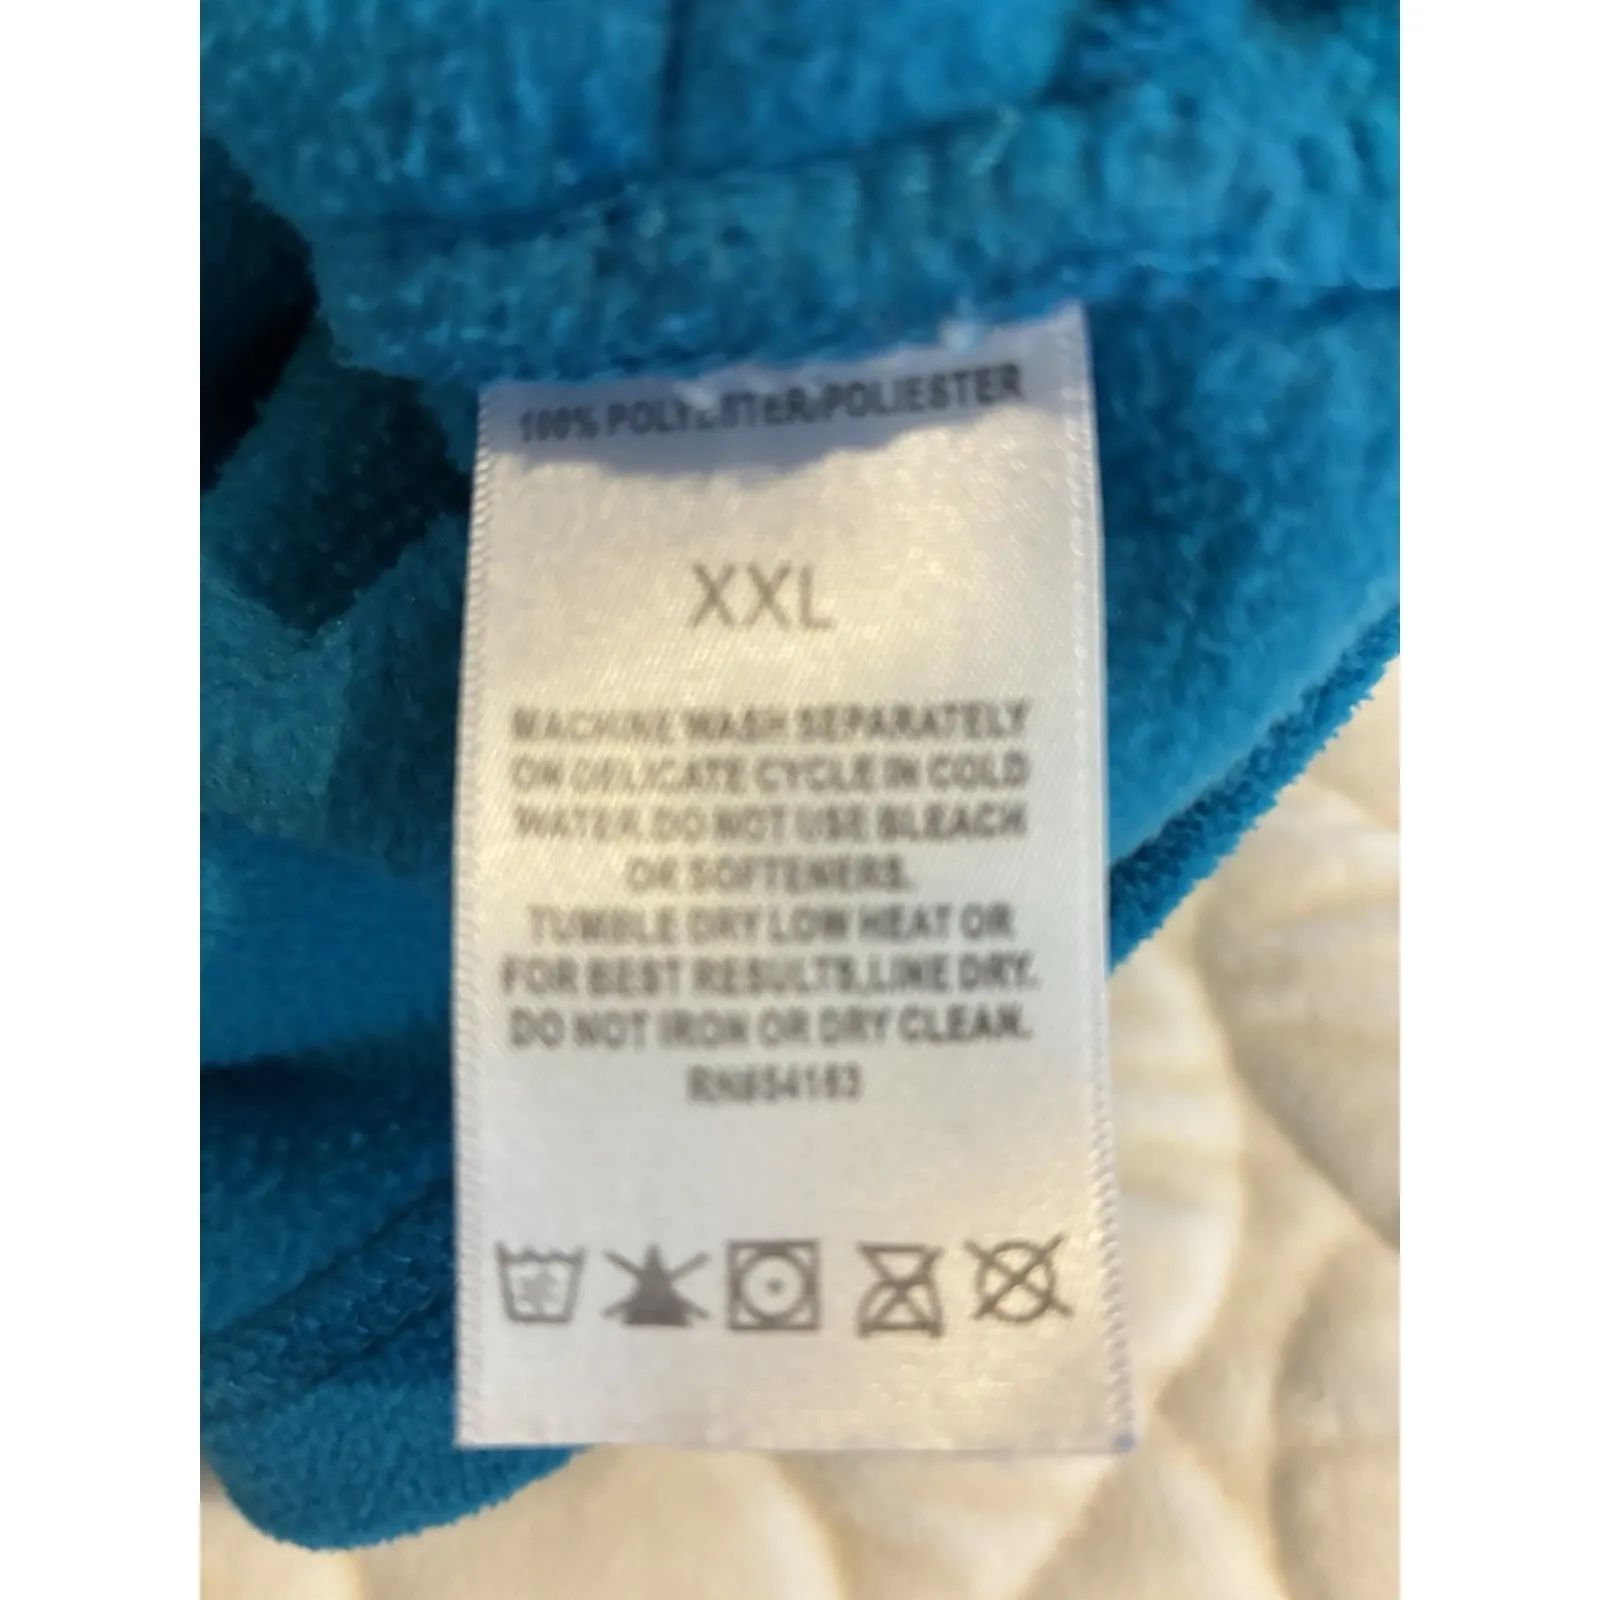 100% POLYESTER/POLIESTER
XXL
MACHINE WASH SEPARATELY
ON DELICATE CYCLE IN COLD
WATER. DO NOT USE BLEACH
OR SOFTENERS.
TUMBLE DRY LOW HEAT OR
FOR BEST RESULTS,LINE DRY.
DO NOT IRON OR DRY CLEAN.